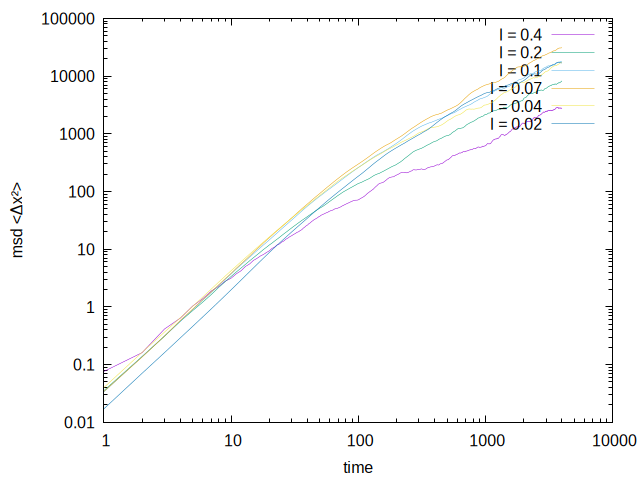 100000
10000
1000
100
10
1
0.1
0.01
msd <Δx²>
l = 0.4
l = 0.2
l = 0.1
l = 0.07
l = 0.04
l = 0.02
1 10 100 1000 10000
time